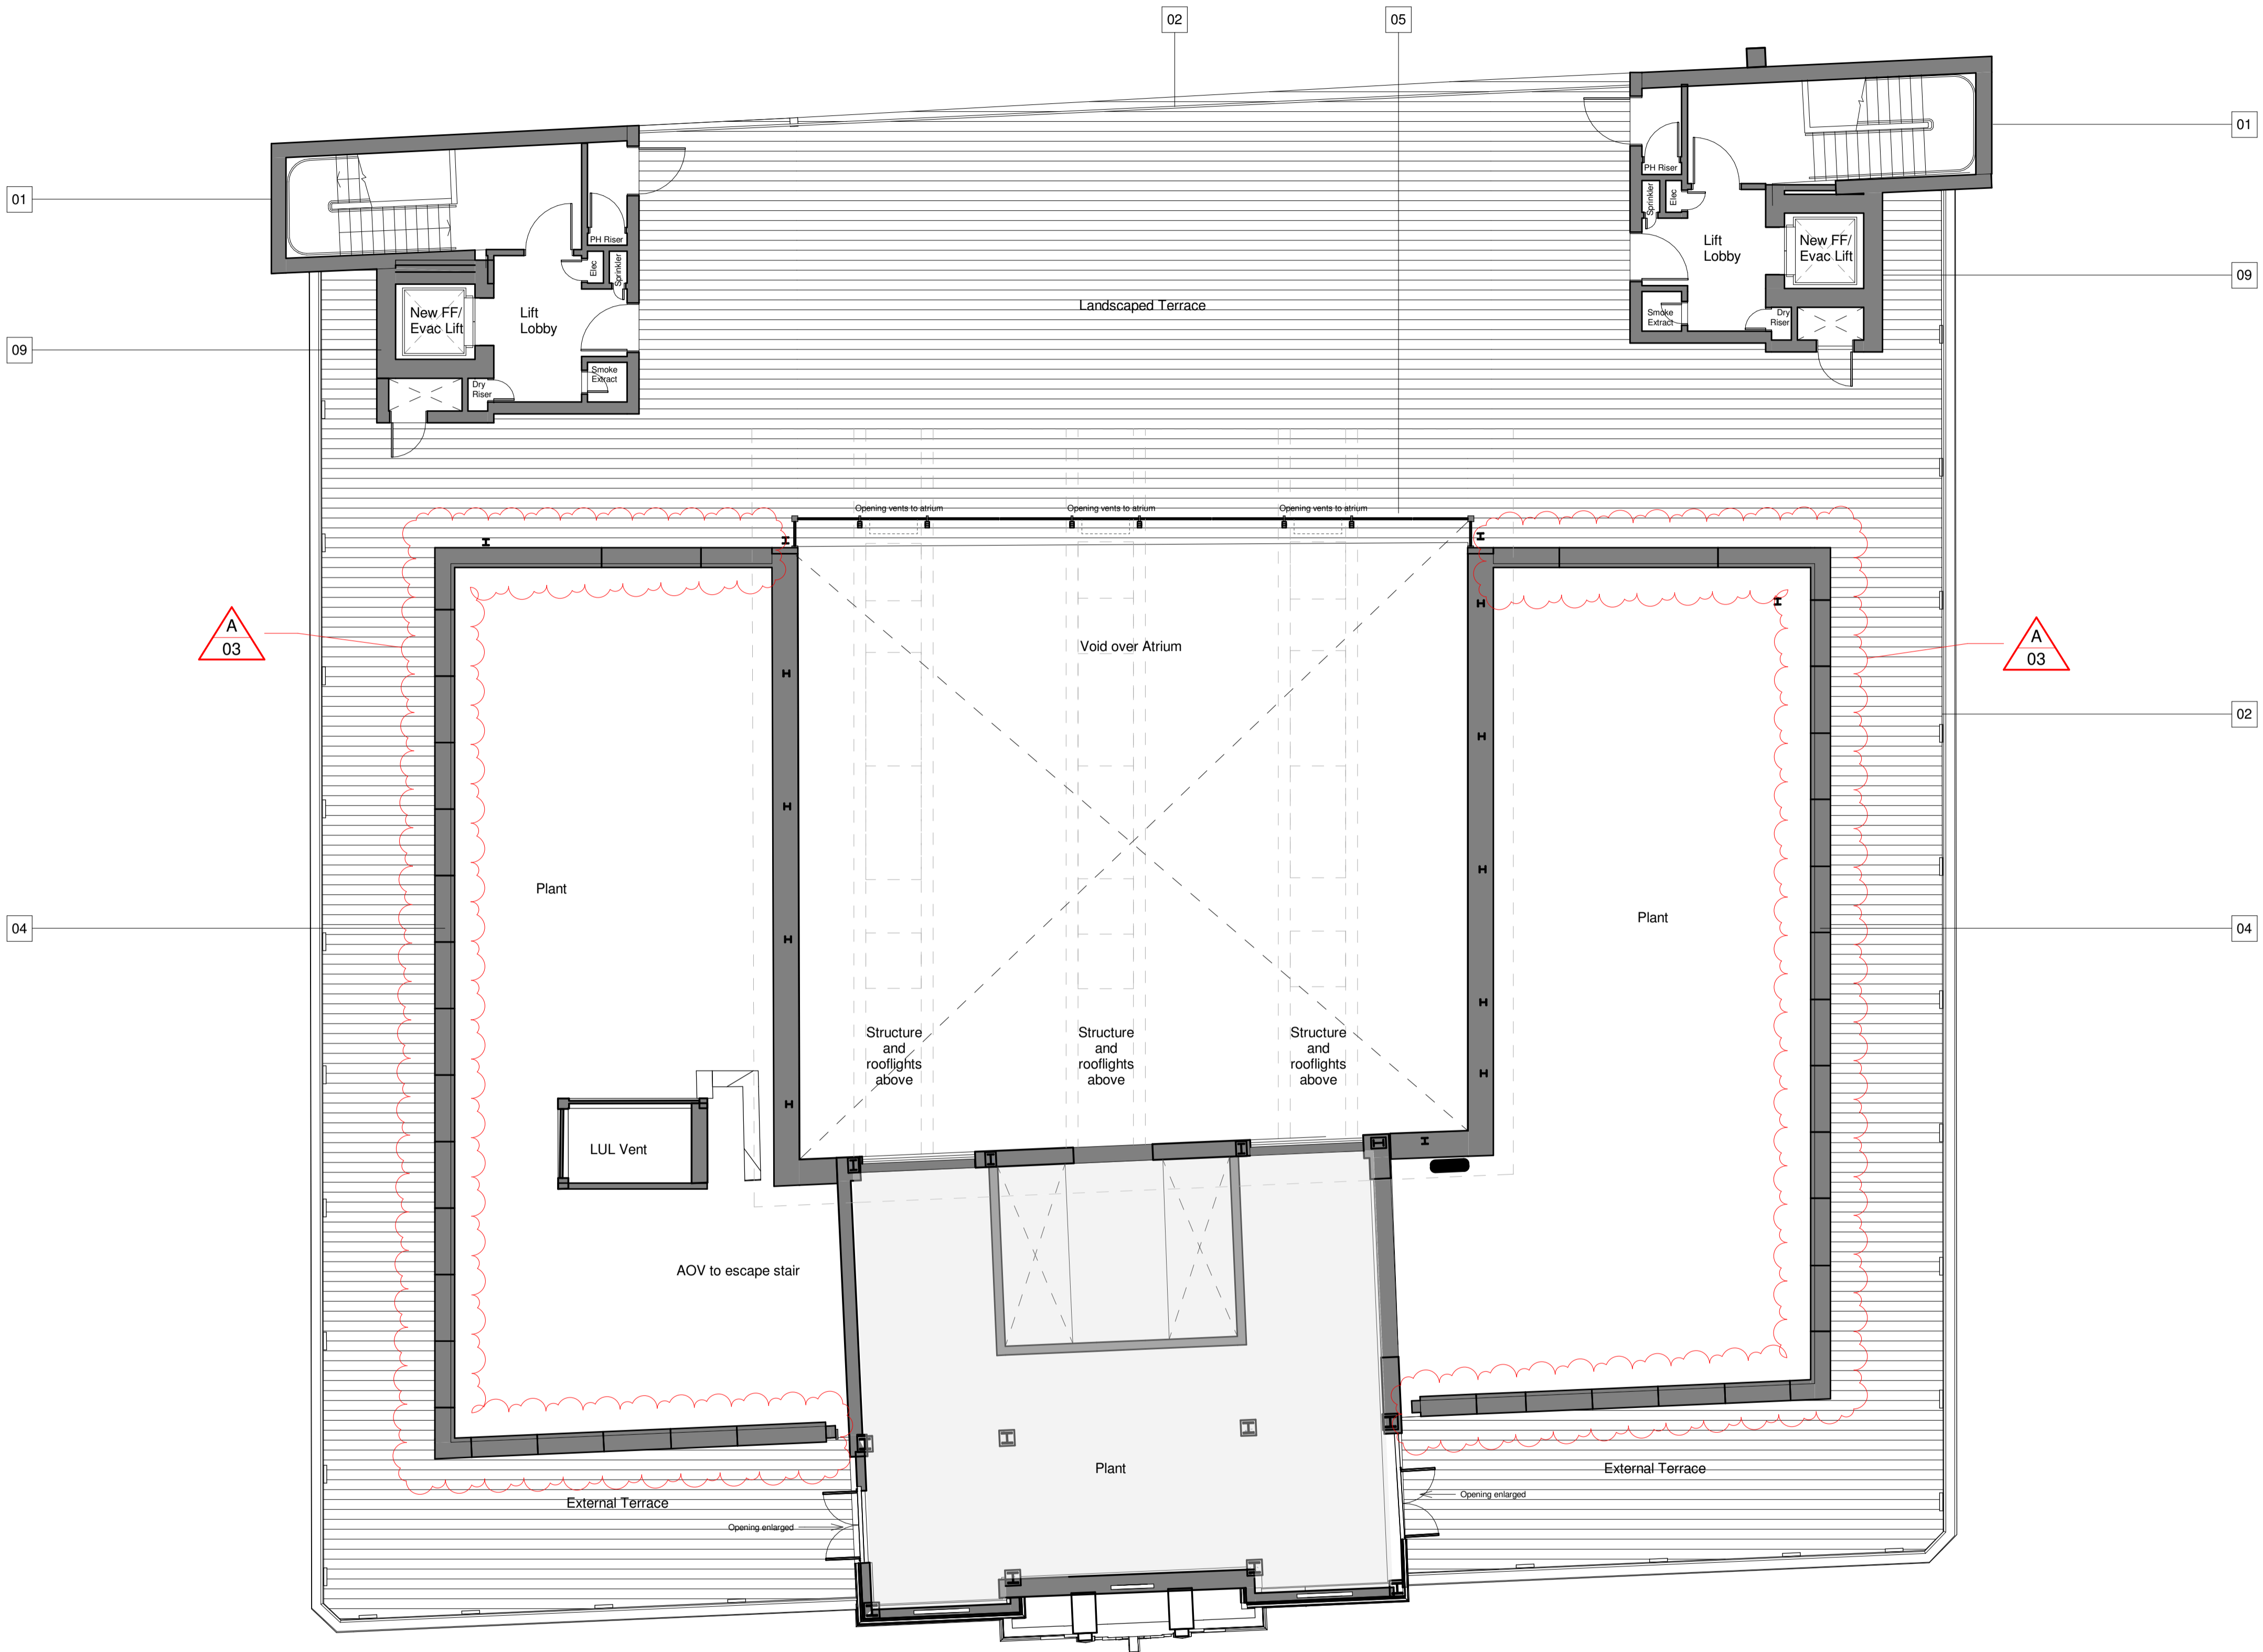 02
05
01
01
PH Riser
Sprinkler
Elec
Lift
Lobby
New FF/
Evac Lift
PH Riser
Elec
Sprinkler
09
New FF/
Evac Lift
Lift
Lobby
Landscaped Terrace
Smoke
Extract
Dry
Riser
09
Smoke
Extract
Dry
Riser
Opening vents to atrium
Opening vents to atrium
Opening vents to atrium
A
03
A
03
Void over Atrium
02
Plant
Plant
04
04
Structure
and
rooflights
above
Structure
and
rooflights
above
Structure
and
rooflights
above
LUL Vent
AOV to escape stair
Plant
External Terrace
Opening enlarged
External Terrace
Opening enlarged